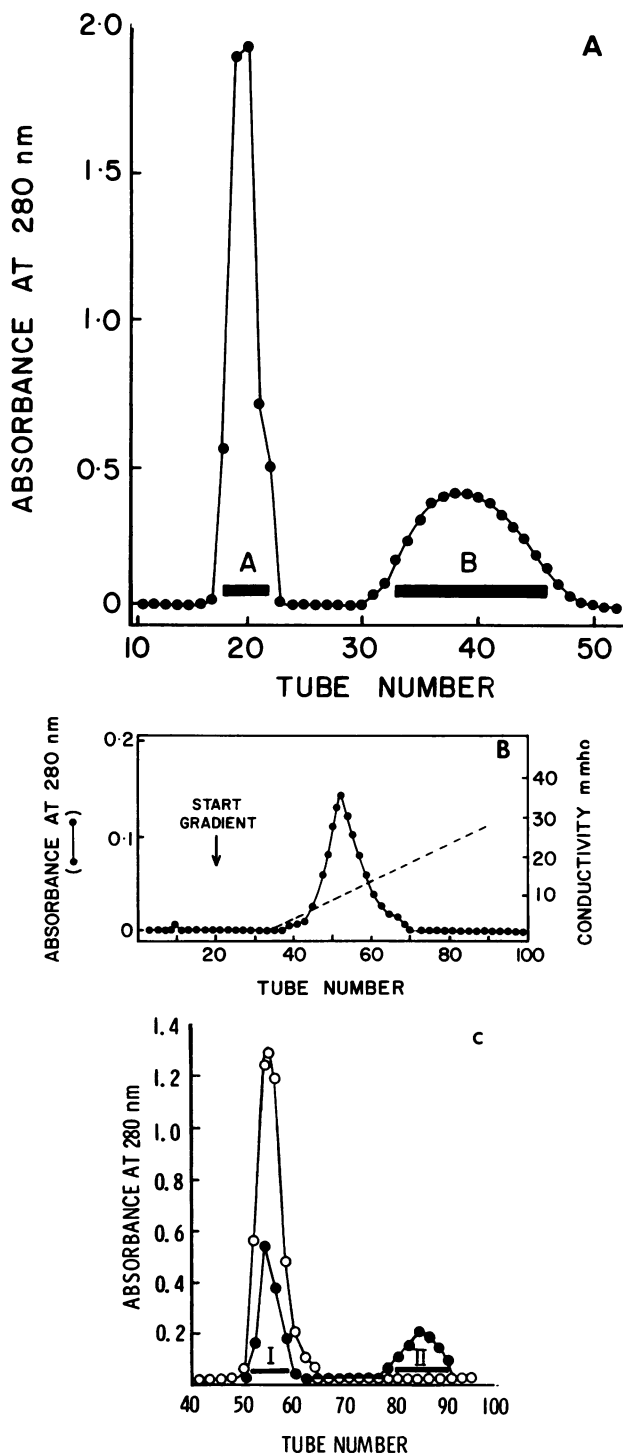 A
2·0
1·5
1·0
0·5
0
ABSORBANCE AT 280 nm
A
B
10 20 30 40 50
TUBE NUMBER
B
0·2
0·1
0
ABSORBANCE AT 280 nm
(●—●)
START
GRADIENT
40
30
20
10
CONDUCTIVITY m mho
20 40 60 80 100
TUBE NUMBER
C
1.4
1.2
1.0
0.8
0.6
0.4
0.2
ABSORBANCE AT 280 nm
I
II
40 50 60 70 80 90 100
TUBE NUMBER